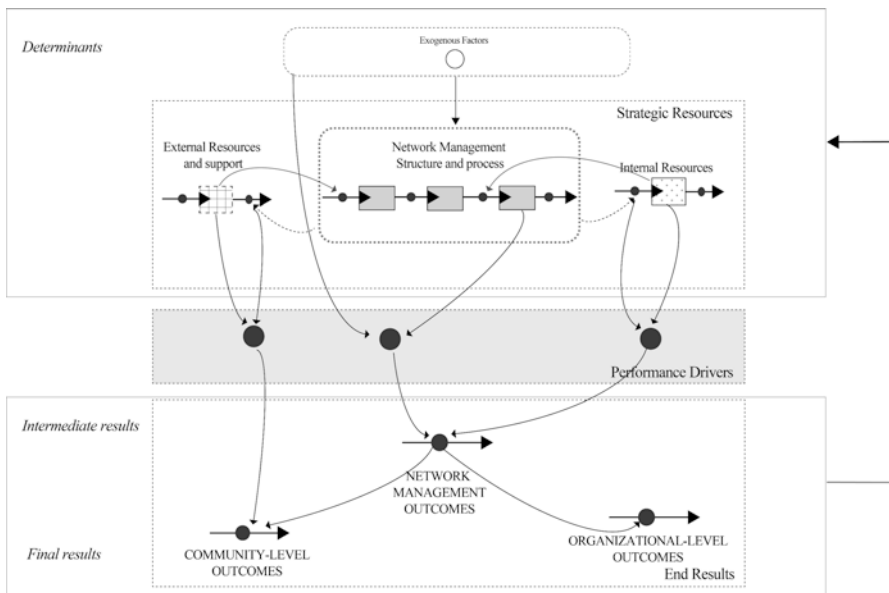 Determinants
Exogenous Factors
Strategic Resources
External Resources
and support
Network Management
Structure and process
Internal Resources
Performance Drivers
Intermediate results
NETWORK
MANAGEMENT
OUTCOMES
Final results
COMMUNITY-LEVEL
OUTCOMES
ORGANIZATIONAL-LEVEL
OUTCOMES
End Results